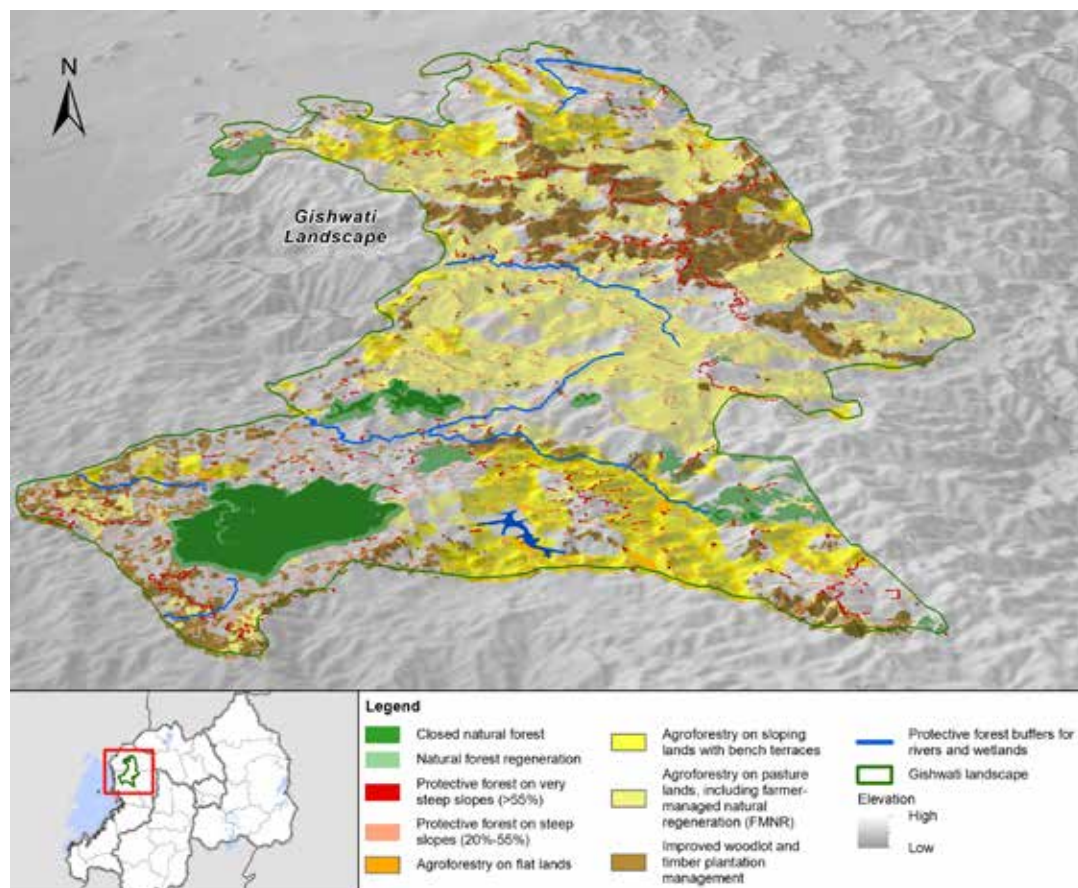 N
Gishwati
Landscape
Legend
Closed natural forest
Natural forest regeneration
Protective forest on very
steep slopes (>55%)
Protective forest on steep
slopes (20%-55%)
Agroforestry on flat lands
Agroforestry on sloping
lands with bench terraces
Agroforestry on pasture
lands, including farmer-
managed natural
regeneration (FMNR)
Improved woodlot and
timber plantation
management
Protective forest buffers for
rivers and wetlands
Gishwati landscape
Elevation
High
Low